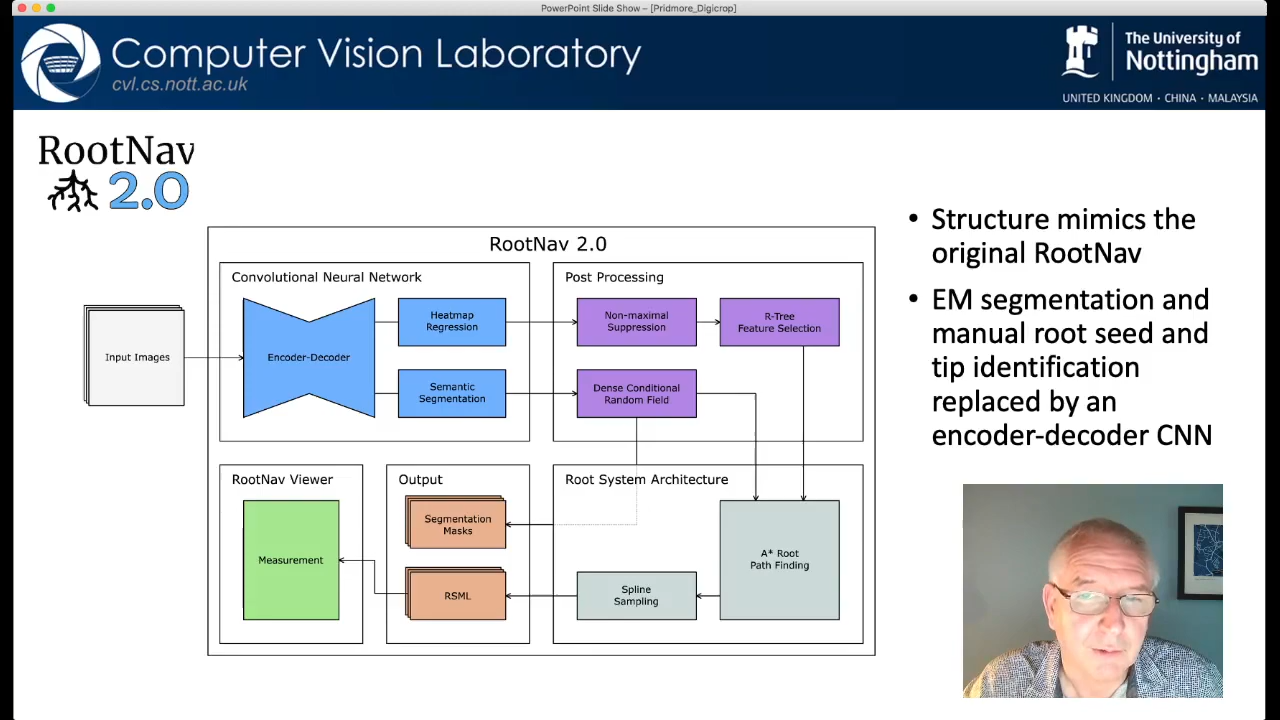 PowerPoint Slide Show – [Pridmore_Digicrop]
Computer Vision Laboratory
cvl.cs.nott.ac.uk
The University of
Nottingham
UNITED KINGDOM · CHINA · MALAYSIA
RootNav
2.0
RootNav 2.0
Convolutional Neural Network
Input Images
Encoder-Decoder
Heatmap
Regression
Semantic
Segmentation
Post Processing
Non-maximal
Suppression
R-Tree
Feature Selection
Dense Conditional
Random Field
RootNav Viewer
Measurement
Output
Segmentation
Masks
RSML
Root System Architecture
A* Root
Path Finding
Spline
Sampling
• Structure mimics the
original RootNav
• EM segmentation and
manual root seed and
tip identification
replaced by an
encoder-decoder CNN